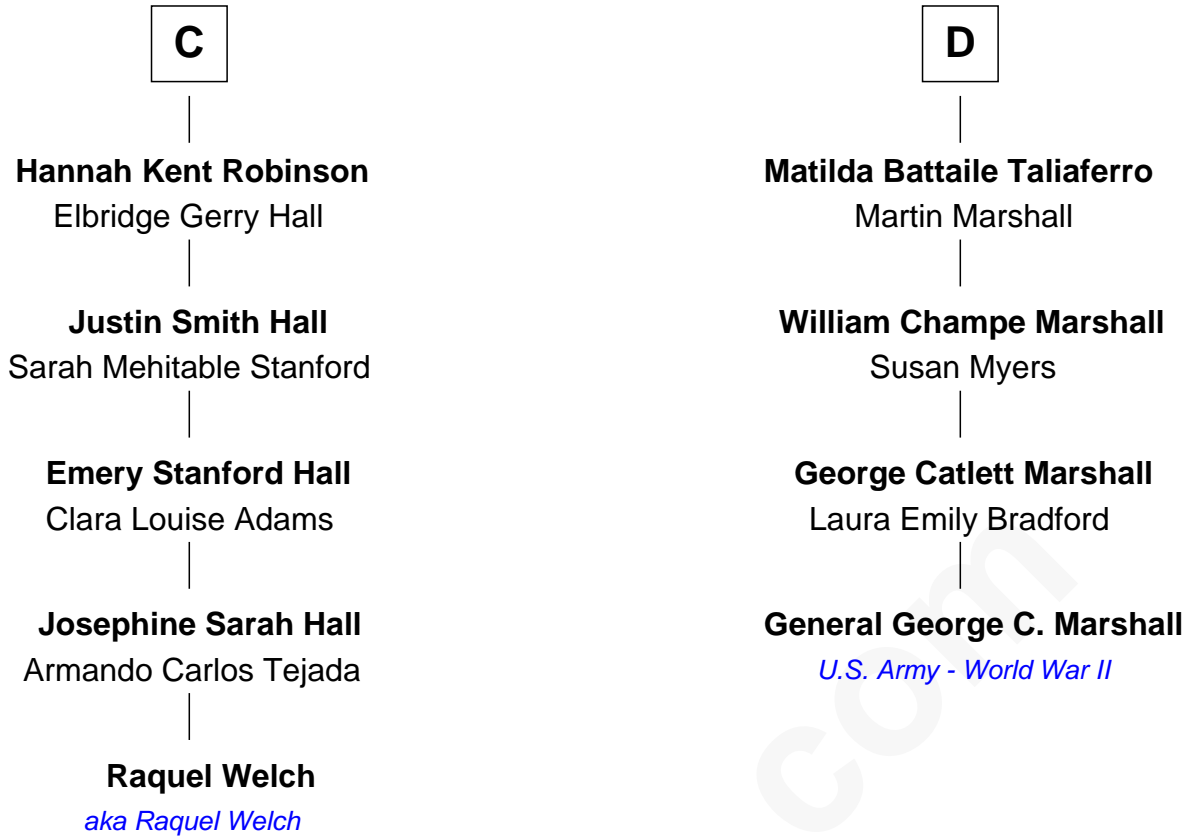 C
Hannah Kent Robinson
Elbridge Gerry Hall
Justin Smith Hall
Sarah Mehitable Stanford
Emery Stanford Hall
Clara Louise Adams
Josephine Sarah Hall
Armando Carlos Tejada
Raquel Welch
aka Raquel Welch
D
Matilda Battaile Taliaferro
Martin Marshall
William Champe Marshall
Susan Myers
George Catlett Marshall
Laura Emily Bradford
General George C. Marshall
U.S. Army - World War II
com